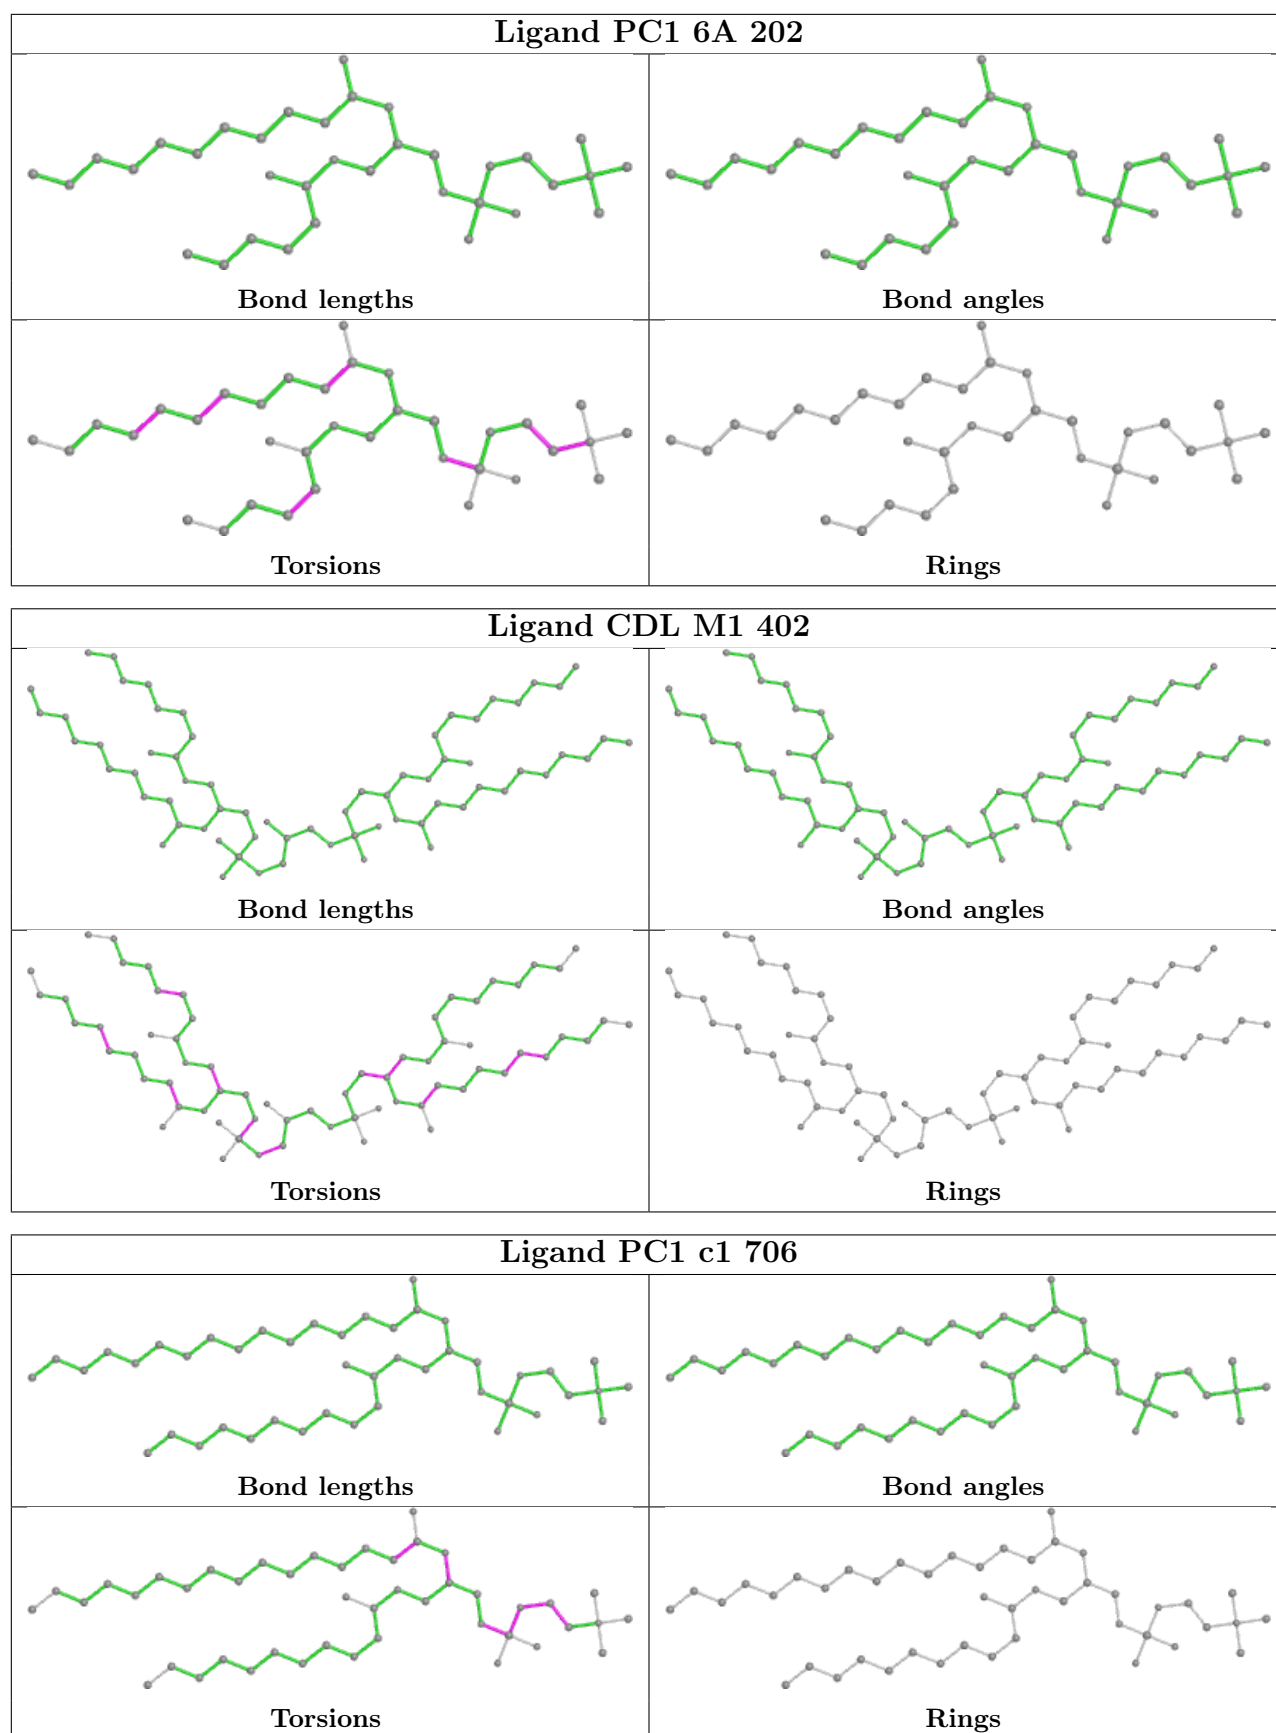 Ligand PC1 6A 202
Bond lengths
Bond angles
Torsions
Rings
Ligand CDL M1 402
Bond lengths
Bond angles
Torsions
Rings
Ligand PC1 c1 706
Bond lengths
Bond angles
Torsions
Rings